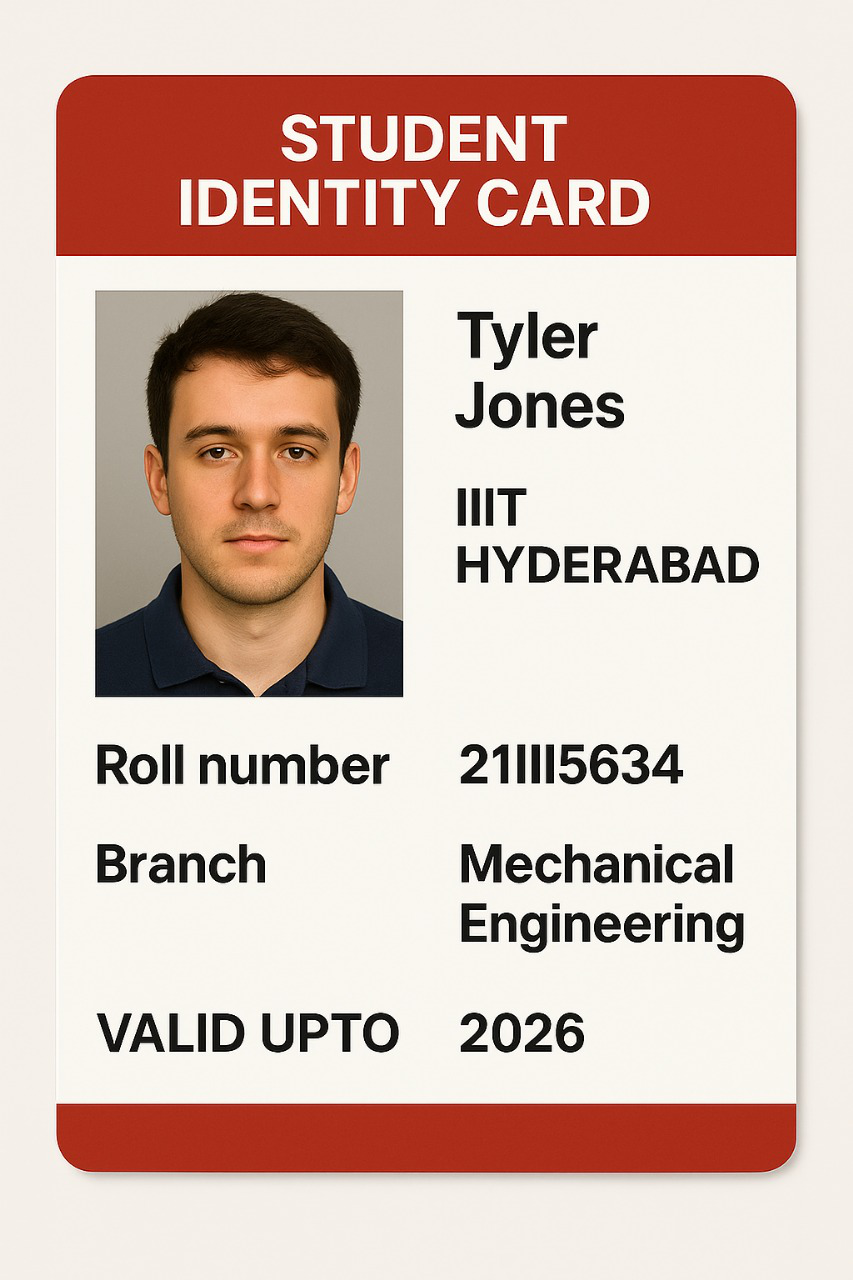 STUDENT
IDENTITY CARD
Tyler
Jones
IIIT
HYDERABAD
Roll number 21III5634
Branch Mechanical
Engineering
VALID UPTO 2026